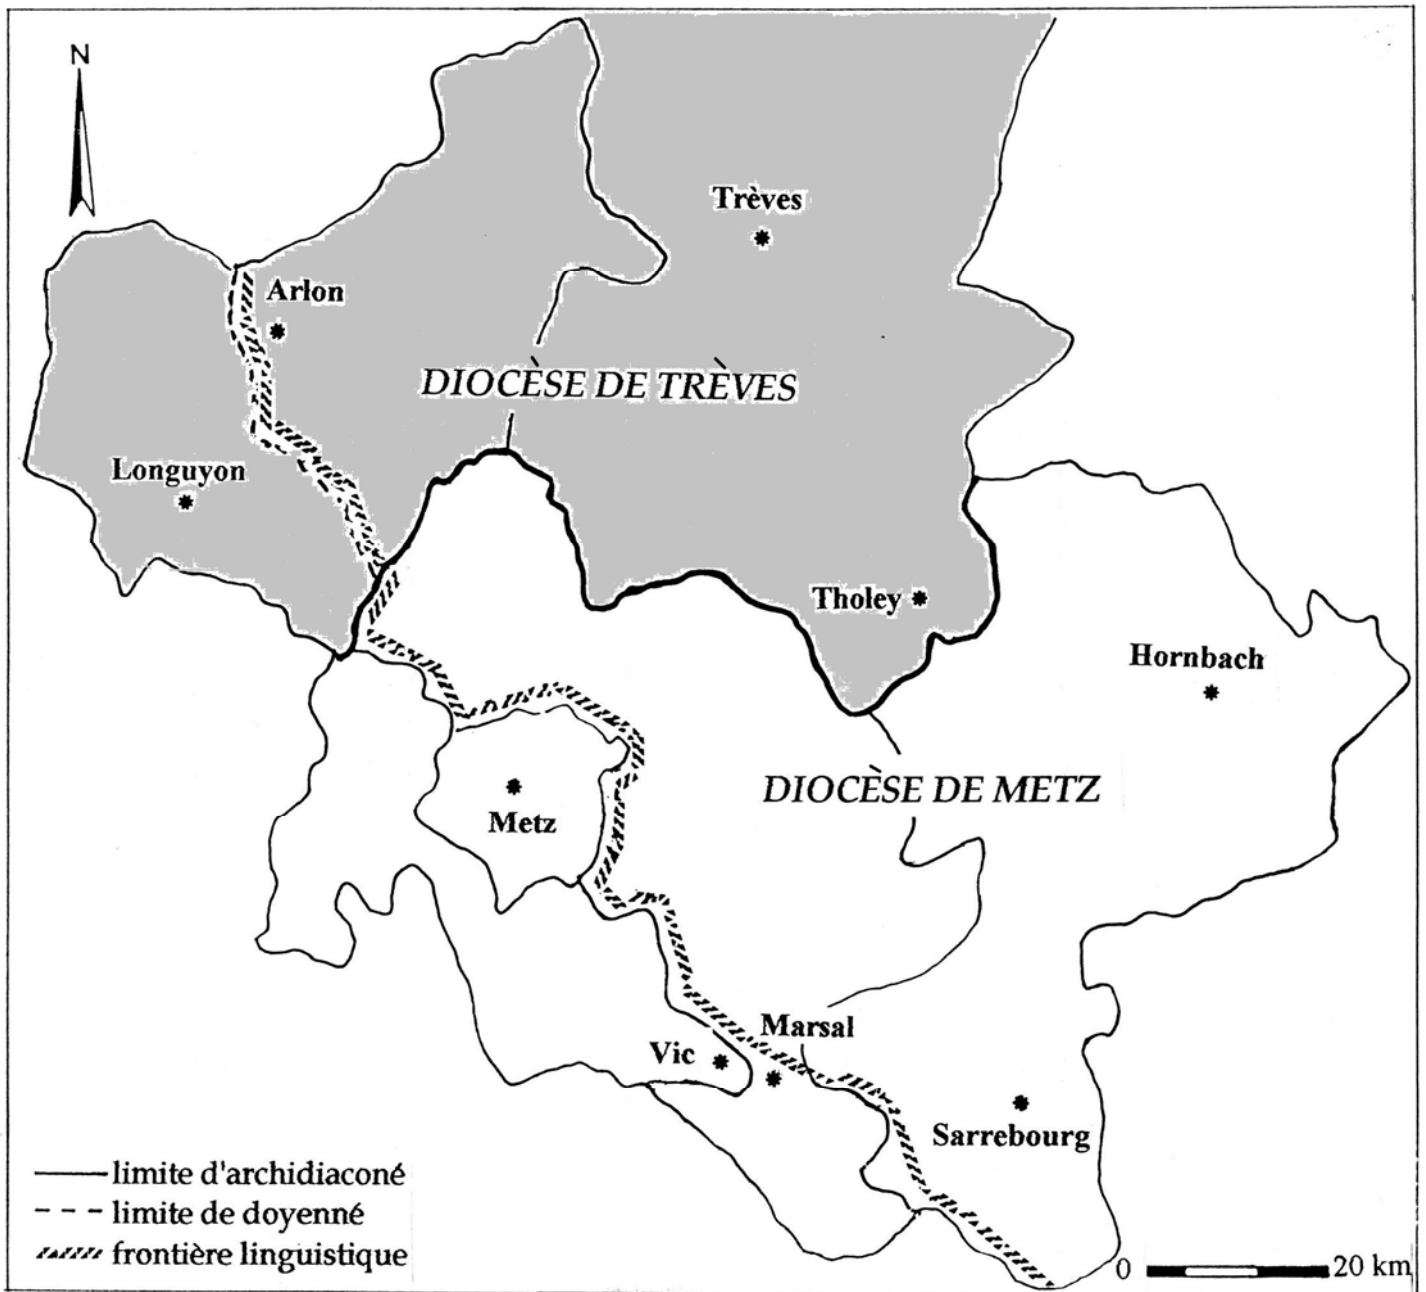 N
Trèves
Arlon
DIOCÈSE DE TRÈVES
Longuyon
Tholey
Hornbach
DIOCÈSE DE METZ
Metz
Marsal
Vic
Sarrebourg
limite d'archidiaconé
limite de doyenné
frontière linguistique
0 20 km